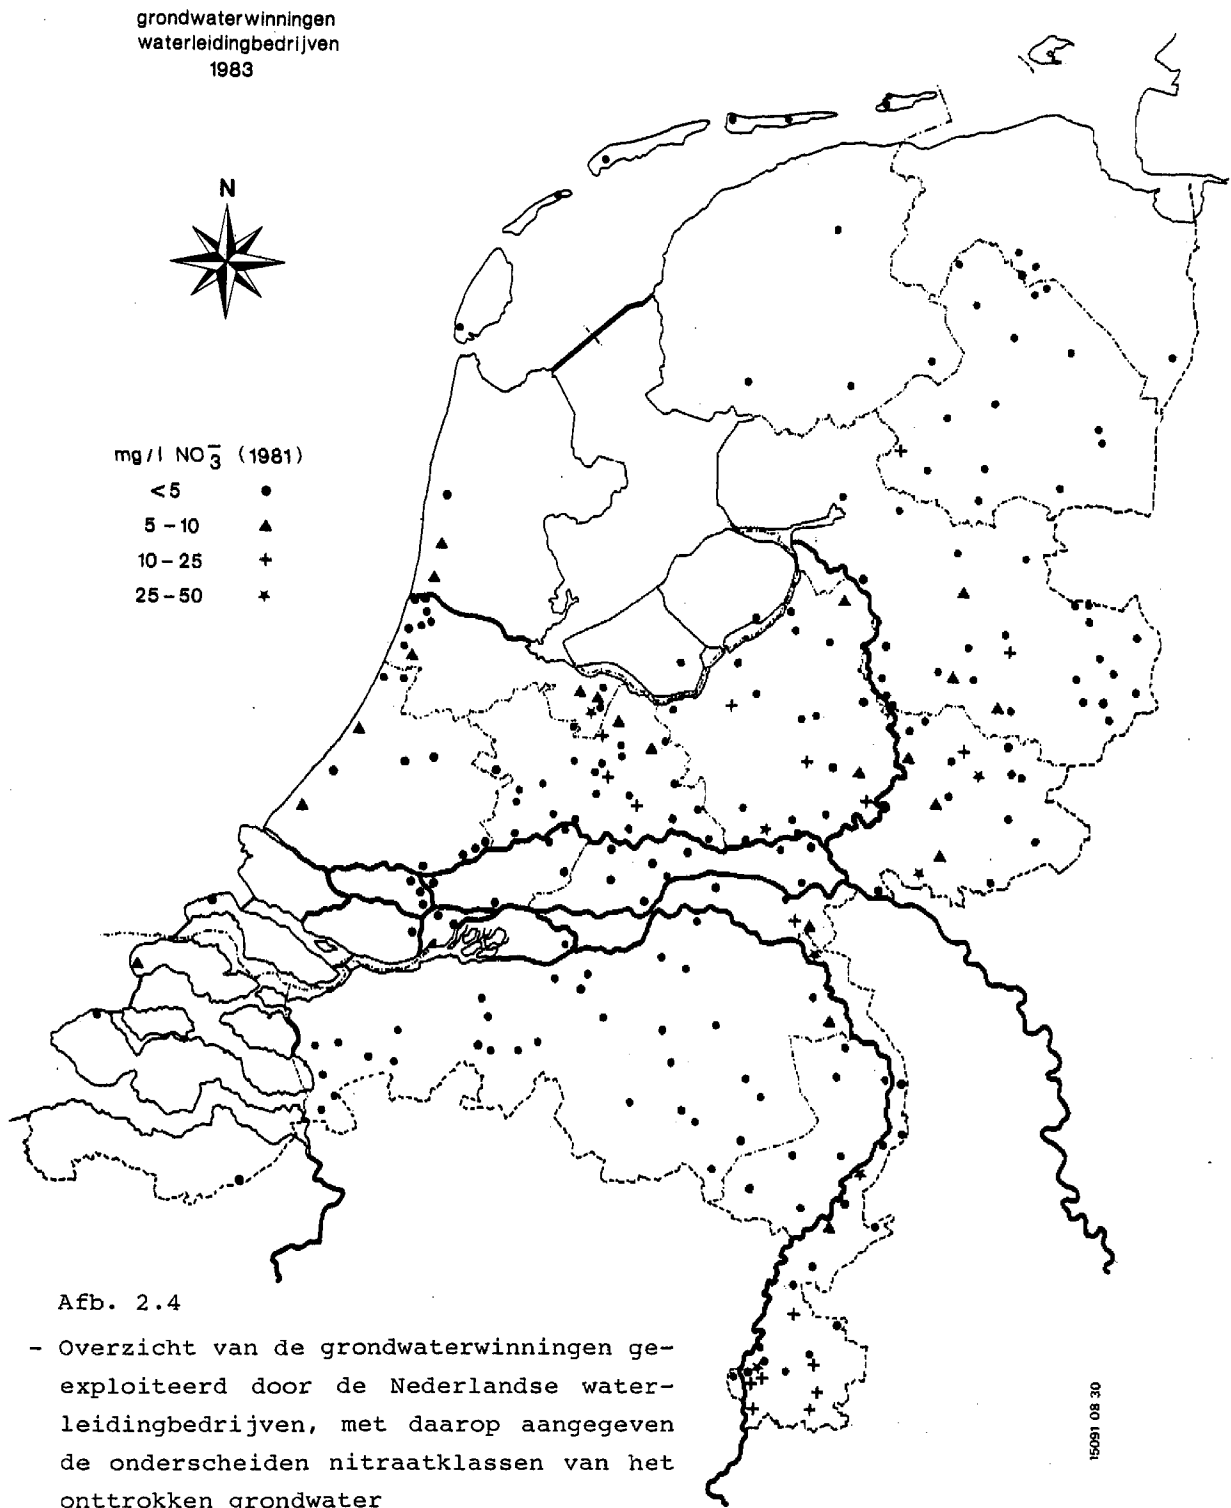 grondwaterwinningen
waterleidingbedrijven
1983
N
mg/l NO3⁻ (1981)
<5
5-10
10-25
25-50
Afb. 2.4
- Overzicht van de grondwaterwinningen ge-
exploiteerd door de Nederlandse water-
leidingbedrijven, met daarop aangegeven
de onderscheiden nitraatklassen van het
onttrokken grondwater
15091 08 30